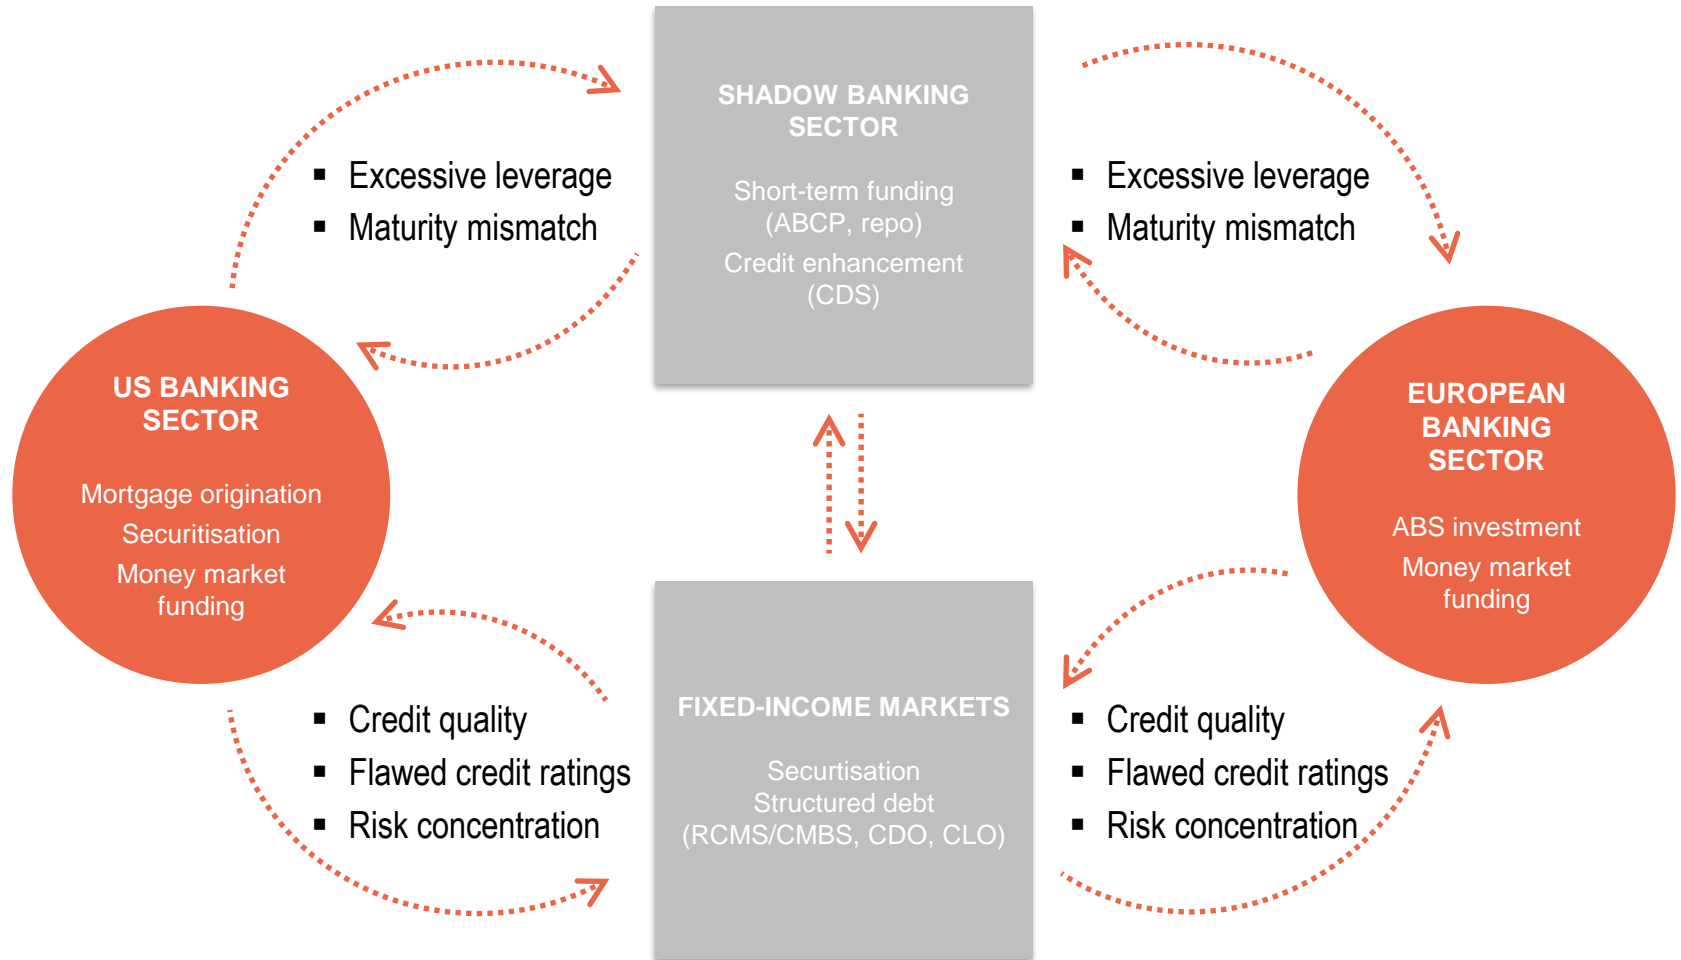 SHADOW BANKING
SECTOR
Short-term funding
(ABCP, repo)
Credit enhancement
(CDS)
▪ Excessive leverage
▪ Maturity mismatch
▪ Excessive leverage
▪ Maturity mismatch
US BANKING
SECTOR
Mortgage origination
Securitisation
Money market
funding
EUROPEAN
BANKING
SECTOR
ABS investment
Money market
funding
▪ Credit quality
▪ Flawed credit ratings
▪ Risk concentration
FIXED-INCOME MARKETS
Securtisation
Structured debt
(RCMS/CMBS, CDO, CLO)
▪ Credit quality
▪ Flawed credit ratings
▪ Risk concentration